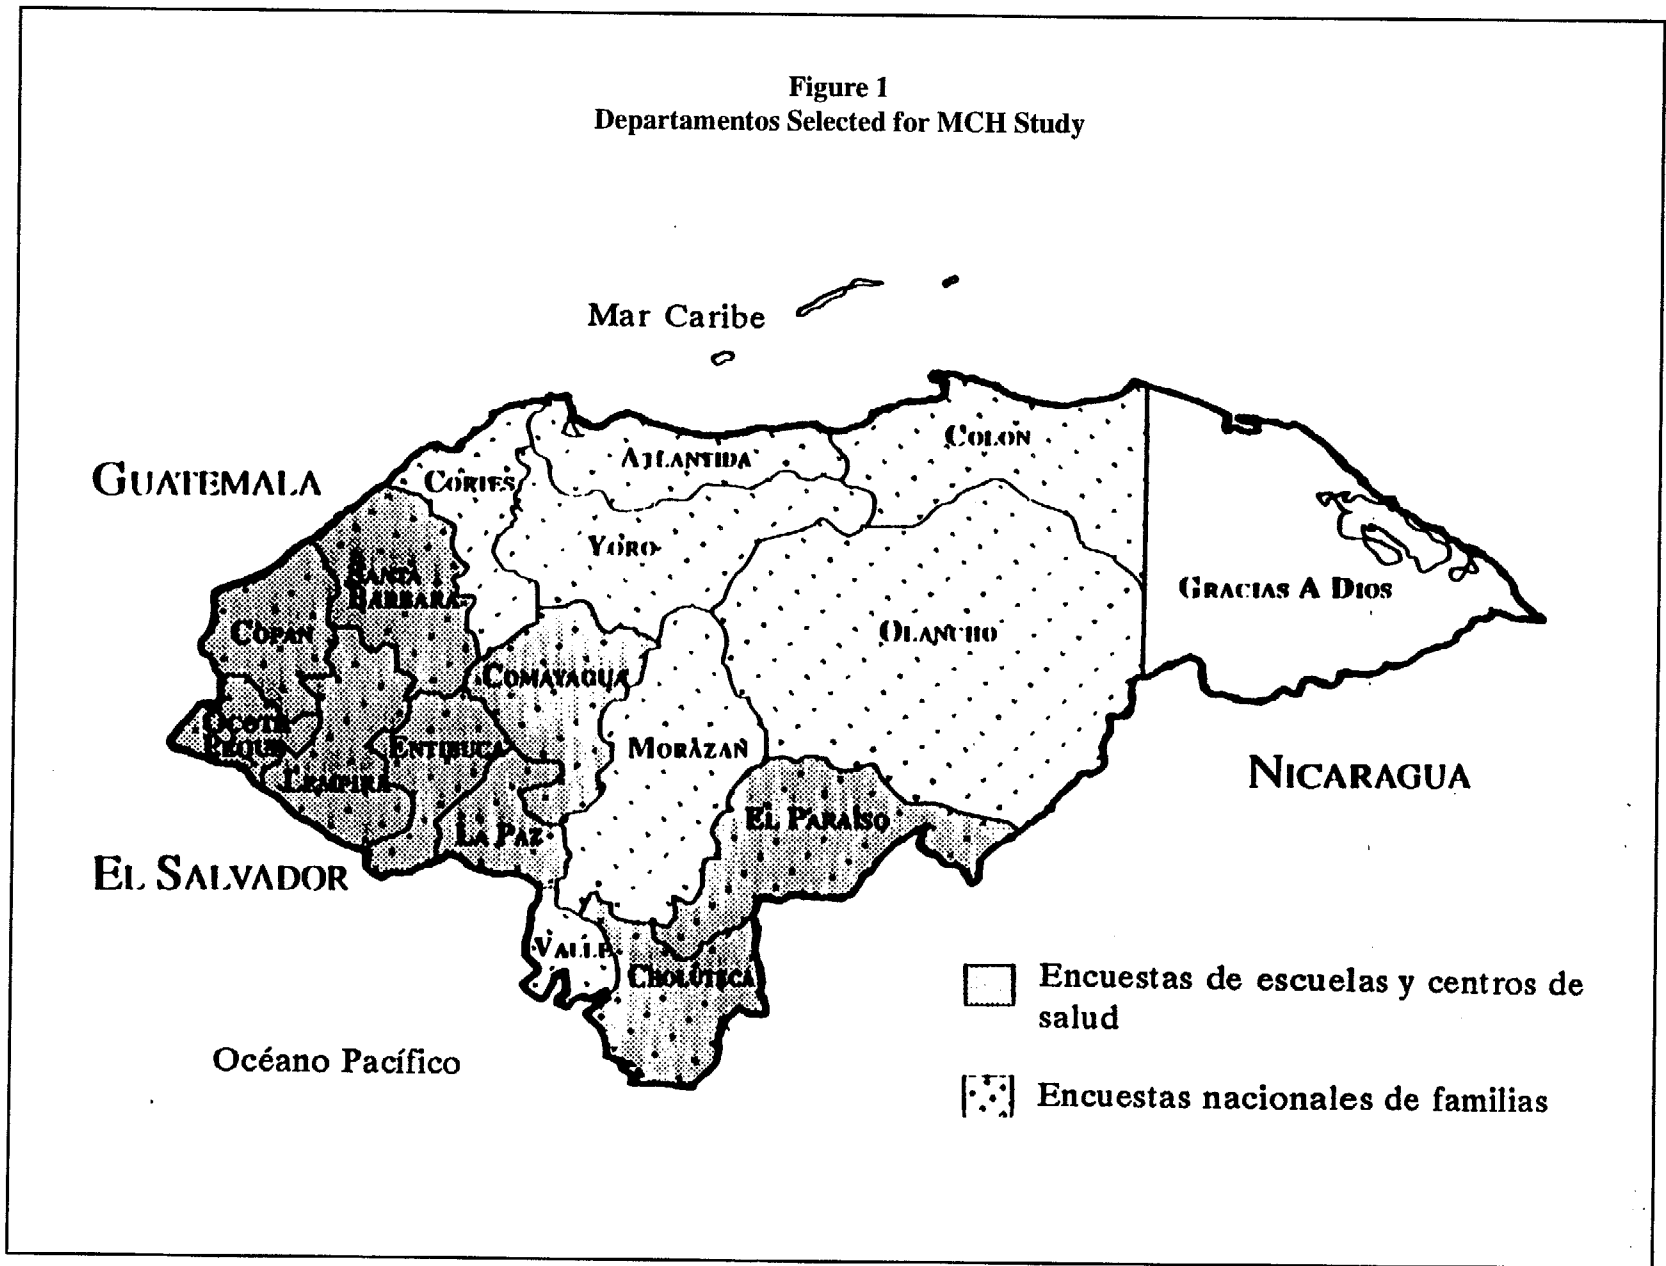 Figure 1
Departamentos Selected for MCH Study
Mar Caribe
COLON
ATLANTIDA
GUATEMALA
CORTES
YORO
SANTA
BARBARA
GRACIAS A DIOS
COPAN
OLANCHO
COMAYAGUA
OCOTE
PEQUE
ENTIBUCA
MORAZAN
NICARAGUA
LEMPIRA
EL PARAISO
LA PAZ
EL SALVADOR
VALLE
CHOLUTECA
Encuestas de escuelas y centros de
salud
Océano Pacífico
Encuestas nacionales de familias